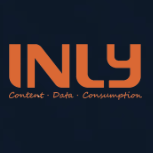 INLY
Content · Data · Consumption